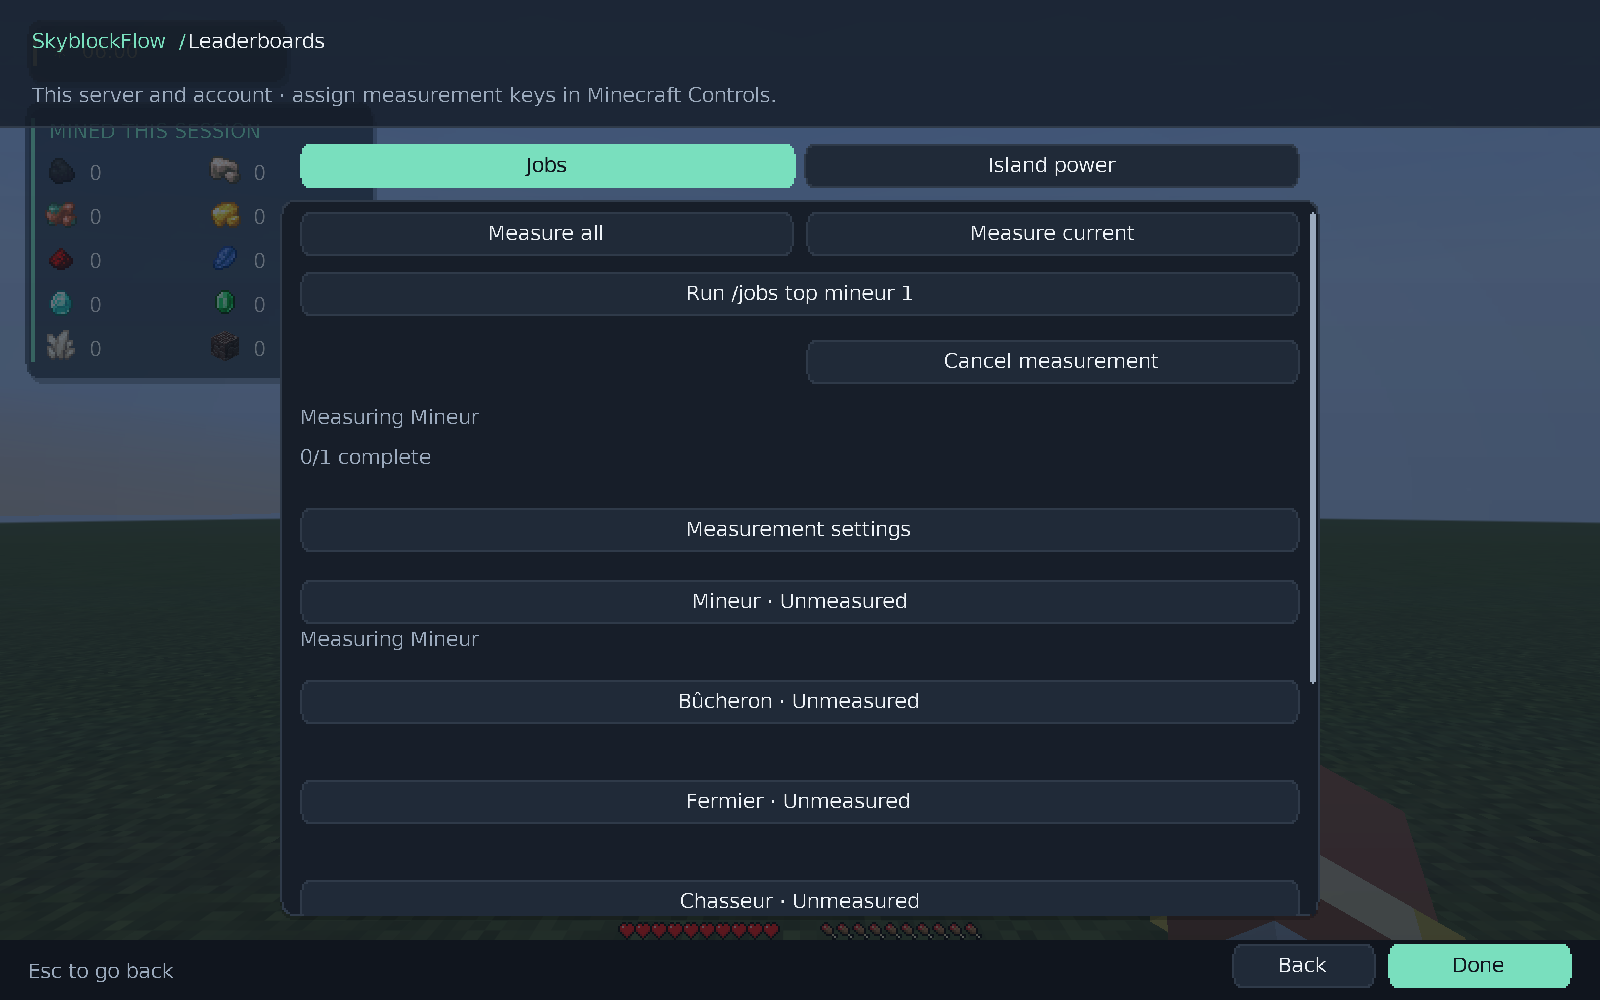 SkyblockFlow / Leaderboards
This server and account · assign measurement keys in Minecraft Controls.
MINED THIS SESSION
0 0
0 0
0 0
0 0
0 0
Jobs Island power
Measure all Measure current
Run /jobs top mineur 1
Cancel measurement
Measuring Mineur
0/1 complete
Measurement settings
Mineur · Unmeasured
Measuring Mineur
Bûcheron · Unmeasured
Fermier · Unmeasured
Chasseur · Unmeasured
Esc to go back Back Done